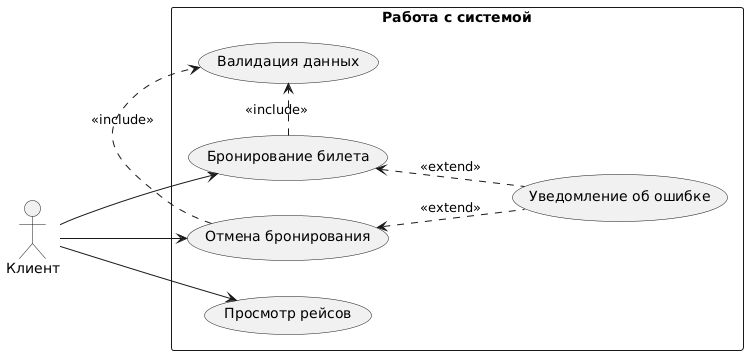 Работа с системой
Валидация данных
«include»
«include»
Бронирование билета
«extend»
Уведомление об ошибке
«extend»
Отмена бронирования
Клиент
Просмотр рейсов